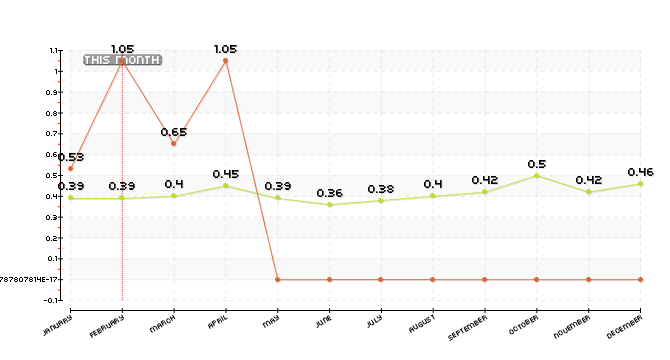 1.1
1.05
1.05
THIS MONTH
1
0.9
0.8
0.7
0.65
0.6
0.53
0.5
0.5
0.46
0.45
0.42
0.42
0.39
0.39
0.4
0.39
0.36
0.38
0.4
0.4
0.3
0.2
0.1
787807814E-17
-0.1
JANUARY
FEBRUARY
MARCH
APRIL
MAY
JUNE
JULY
AUGUST
SEPTEMBER
OCTOBER
NOVEMBER
DECEMBER